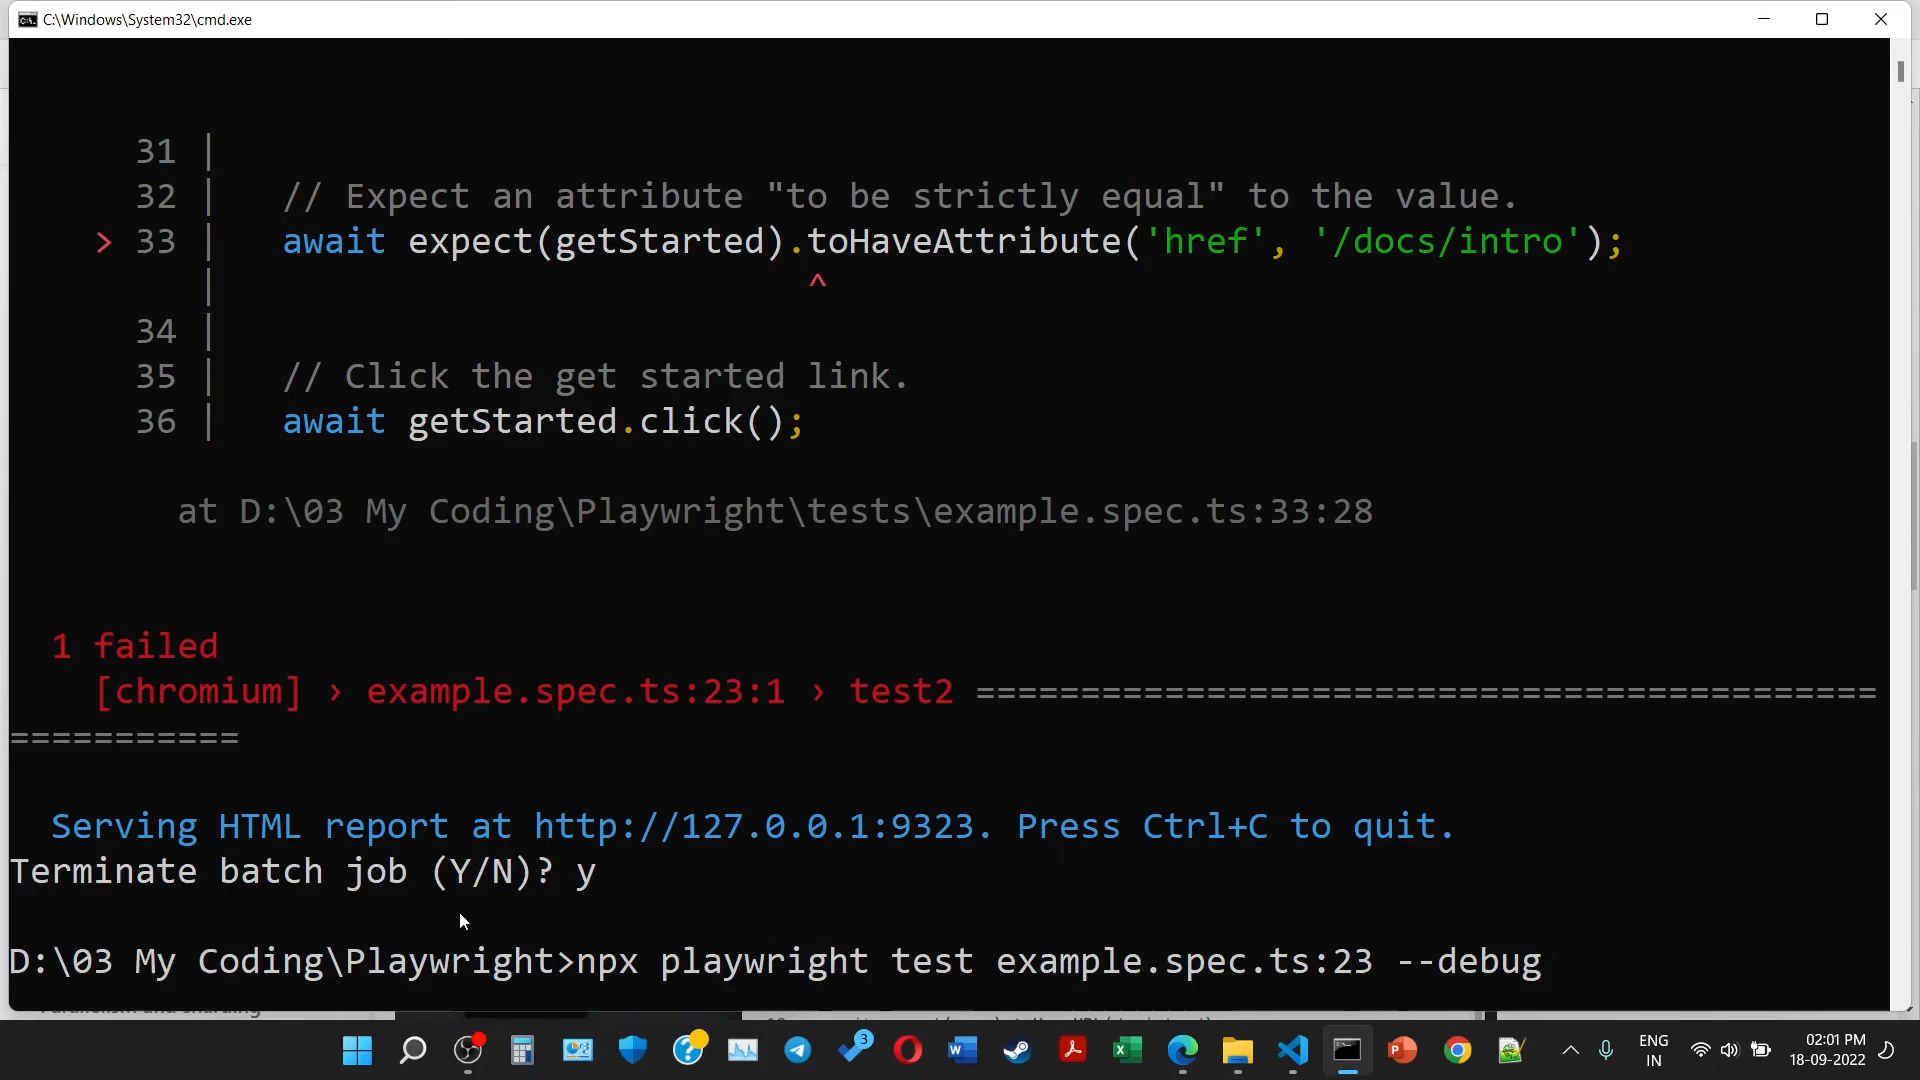 C:\Windows\System32\cmd.exe
31 |
32 | // Expect an attribute "to be strictly equal" to the value.
> 33 | await expect(getStarted).toHaveAttribute('href', '/docs/intro');
| ^
34 |
35 | // Click the get started link.
36 | await getStarted.click();
at D:\03 My Coding\Playwright\tests\example.spec.ts:33:28
1 failed
[chromium] › example.spec.ts:23:1 › test2 ===========================================
===========
Serving HTML report at http://127.0.0.1:9323. Press Ctrl+C to quit.
Terminate batch job (Y/N)? y
D:\03 My Coding\Playwright>npx playwright test example.spec.ts:23 --debug
3
ENG
IN
02:01 PM
18-09-2022